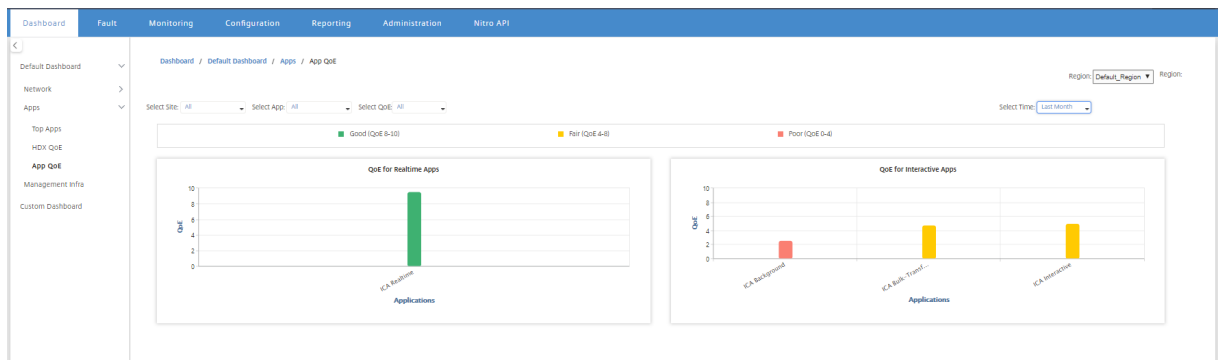 Dashboard Fault Monitoring Configuration Reporting Administration Nitro API
Default Dashboard
Network
Apps
Top Apps
HDX QoE
App QoE
Management Infra
Custom Dashboard
Dashboard / Default Dashboard / Apps / App QoE
Region: Default_Region Region:
Select Site: All Select App: All Select QoE: All Select Time: Last Month
Good (QoE 8-10) Fair (QoE 4-8) Poor (QoE 0-4)
QoE for Realtime Apps
10
8
6
4
2
0
QoE
ICA Realtime
Applications
QoE for Interactive Apps
10
8
6
4
2
0
QoE
ICA Background
ICA Bulk-Transf...
ICA Interactive
Applications